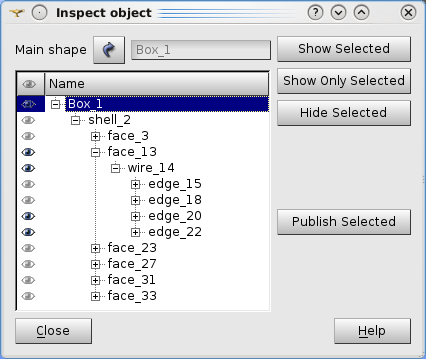 Inspect object
Main shape Box_1 Show Selected
Show Only Selected
Hide Selected
Publish Selected
Name
Box_1
shell_2
face_3
face_13
wire_14
edge_15
edge_18
edge_20
edge_22
face_23
face_27
face_31
face_33
Close Help